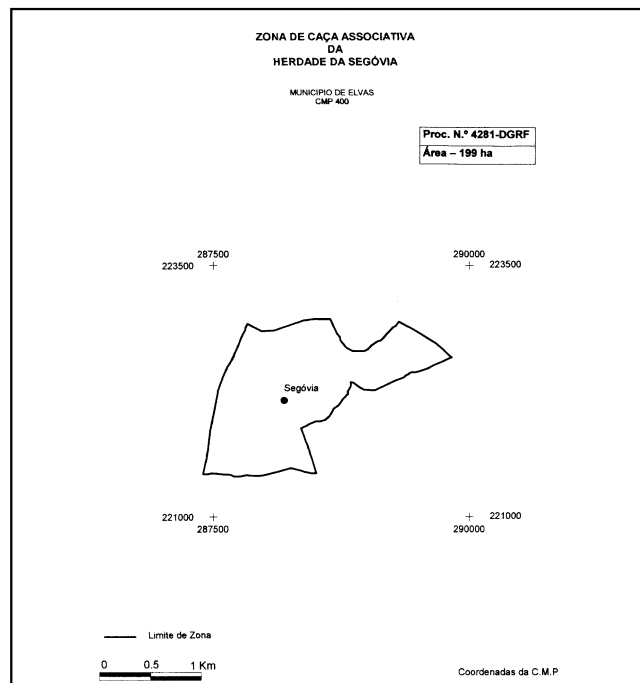 ZONA DE CAÇA ASSOCIATIVA
DA
HERDADE DA SEGÓVIA
MUNICIPIO DE ELVAS
CMP 400
Proc. N.º 4281-DGRF
Área – 199 ha
287500
290000
223500
223500
Segóvia
221000
221000
287500
290000
Limite de Zona
0 0.5 1 Km
Coordenadas da C.M.P